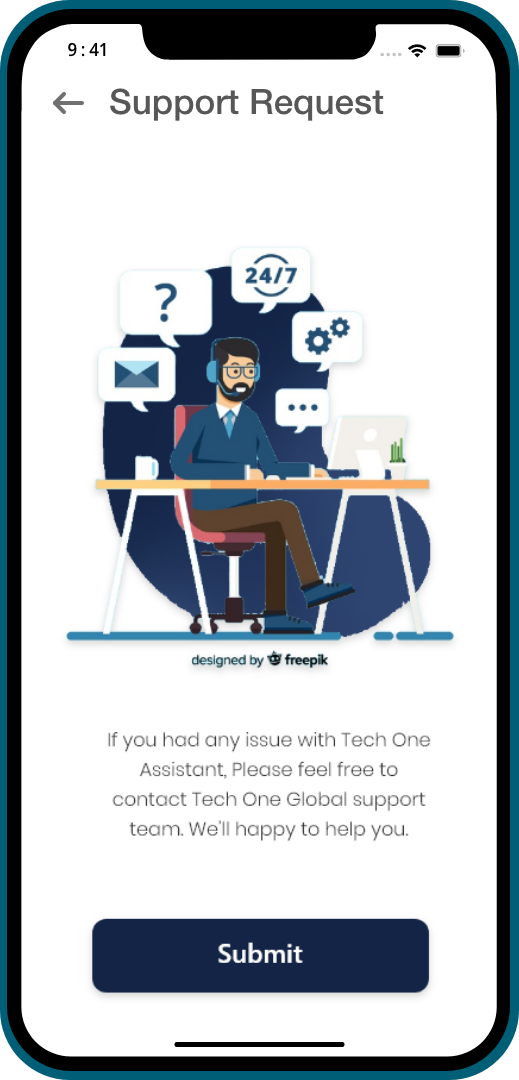 9 : 41
Support Request
24/7
?
designed by freepik
If you had any issue with Tech One
Assistant, Please feel free to
contact Tech One Global support
team. We'll happy to help you.
Submit